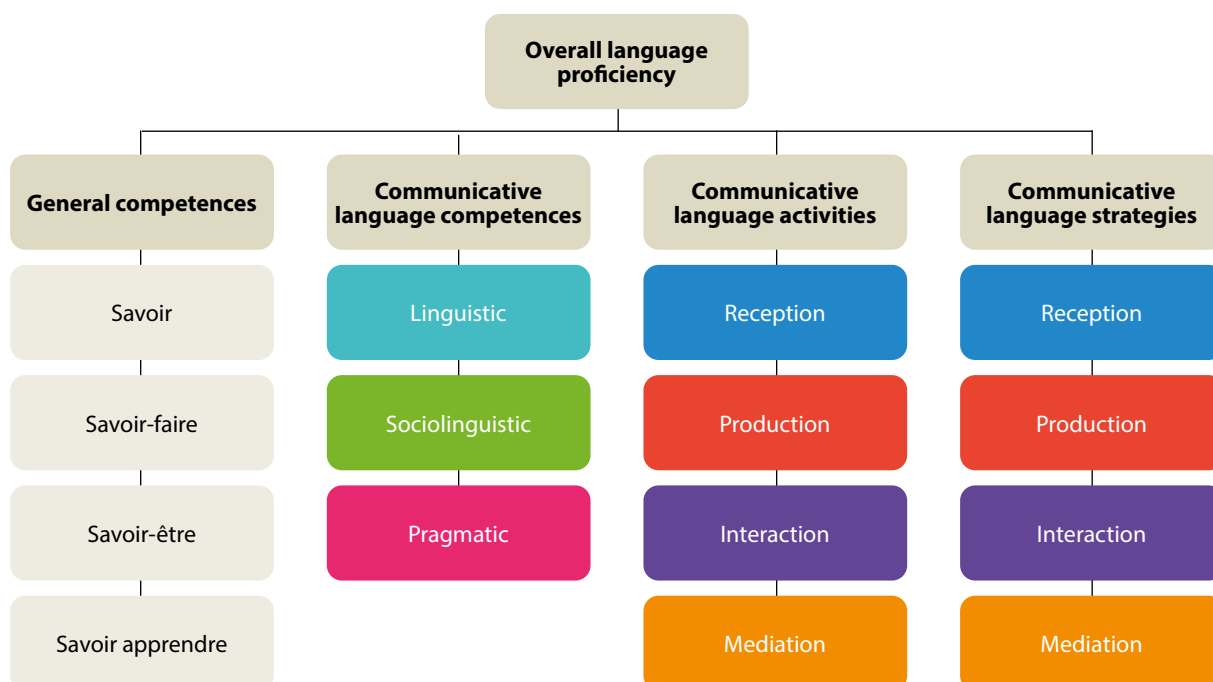 Overall language
proficiency
General competences
Communicative
language competences
Communicative
language activities
Communicative
language strategies
Savoir
Linguistic
Reception
Reception
Savoir-faire
Sociolinguistic
Production
Production
Savoir-être
Pragmatic
Interaction
Interaction
Savoir apprendre
Mediation
Mediation